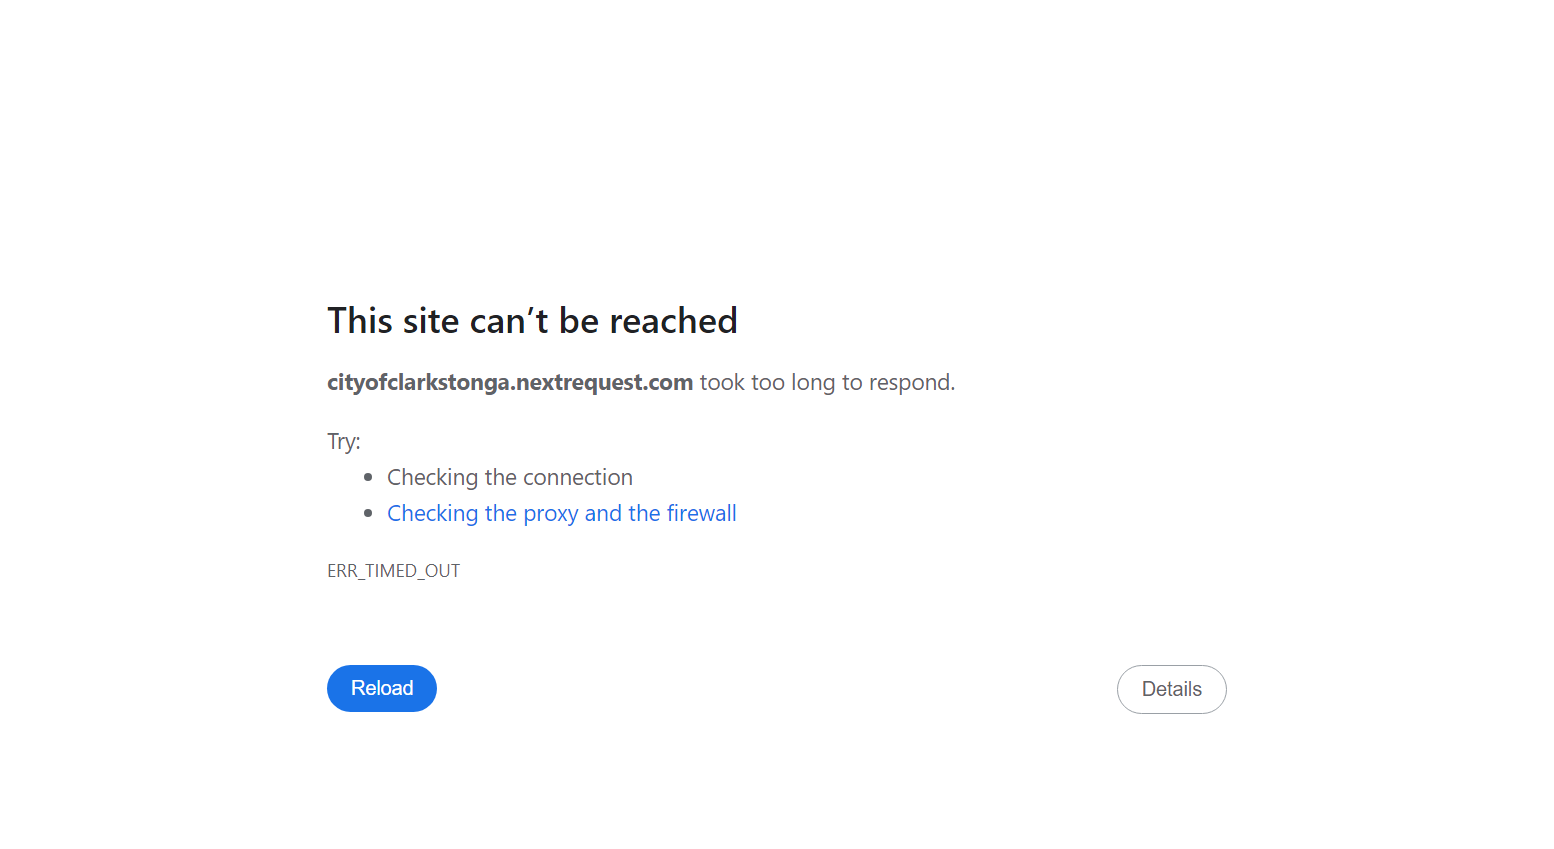 This site can’t be reached
cityofclarkstonga.nextrequest.com took too long to respond.
Try:
Checking the connection
Checking the proxy and the firewall
ERR_TIMED_OUT
Reload
Details